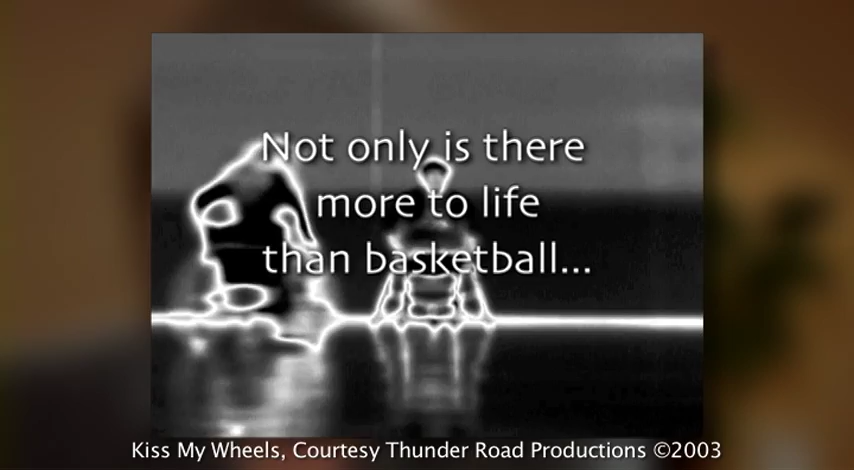 Not only is there
more to life
than basketball...
Kiss My Wheels, Courtesy Thunder Road Productions ©2003